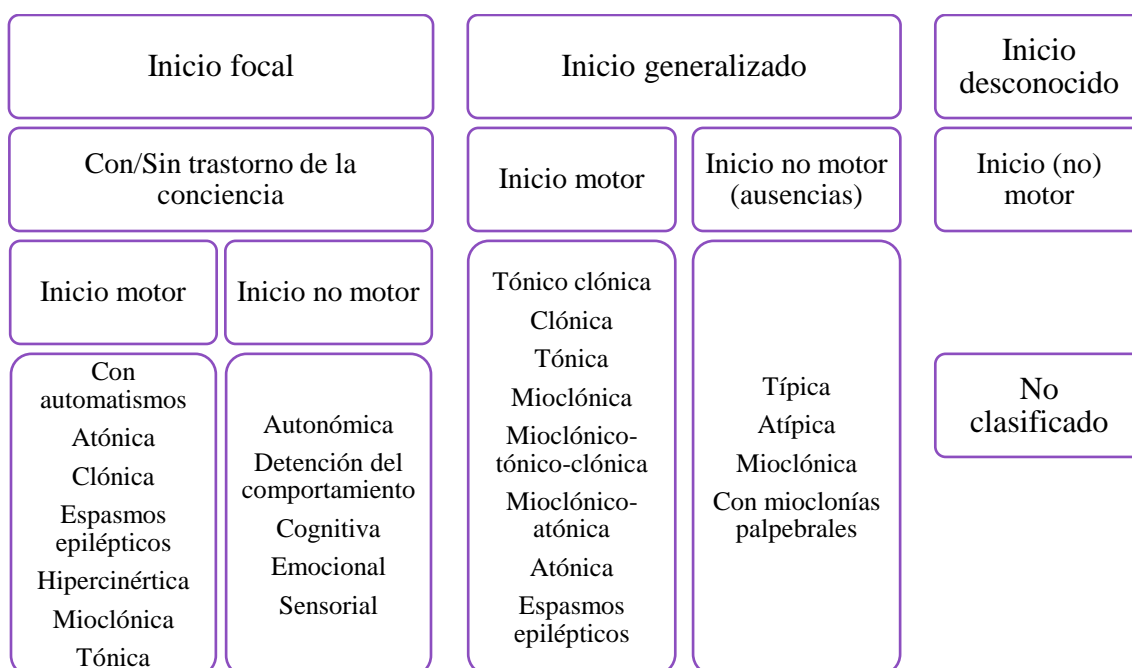 Inicio focal
Con/Sin trastorno de la
conciencia
Inicio motor
Con
automatismos
Atónica
Clónica
Espasmos
epilépticos
Hipercinértica
Mioclónica
Tónica
Inicio no motor
Autonómica
Detención del
comportamiento
Cognitiva
Emocional
Sensorial
Inicio generalizado
Inicio motor
Tónico clónica
Clónica
Tónica
Mioclónica
Mioclónico-
tónico-clónica
Mioclónico-
atónica
Atónica
Espasmos
epilépticos
Inicio no motor
(ausencias)
Típica
Atípica
Mioclónica
Con mioclonías
palpebrales
Inicio
desconocido
Inicio (no)
motor
No
clasificado